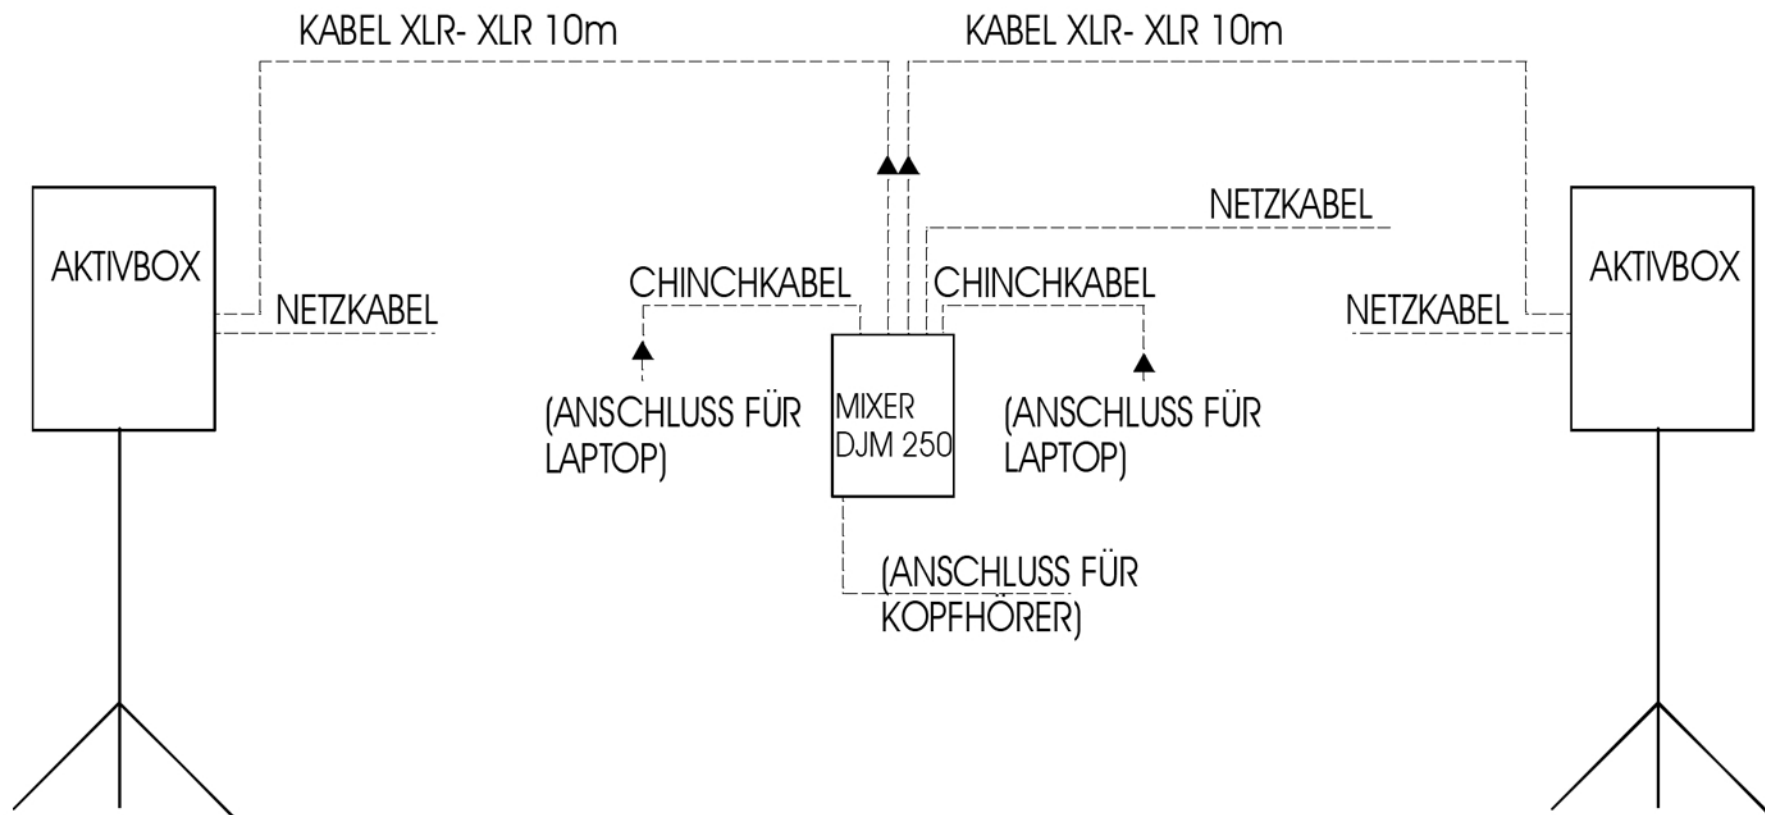 KABEL XLR- XLR 10m
KABEL XLR- XLR 10m
NETZKABEL
AKTIVBOX
AKTIVBOX
CHINCHKABEL
CHINCHKABEL
NETZKABEL
NETZKABEL
(ANSCHLUSS FÜR
LAPTOP)
MIXER
DJM 250
(ANSCHLUSS FÜR
LAPTOP)
(ANSCHLUSS FÜR
KOPFHÖRER)